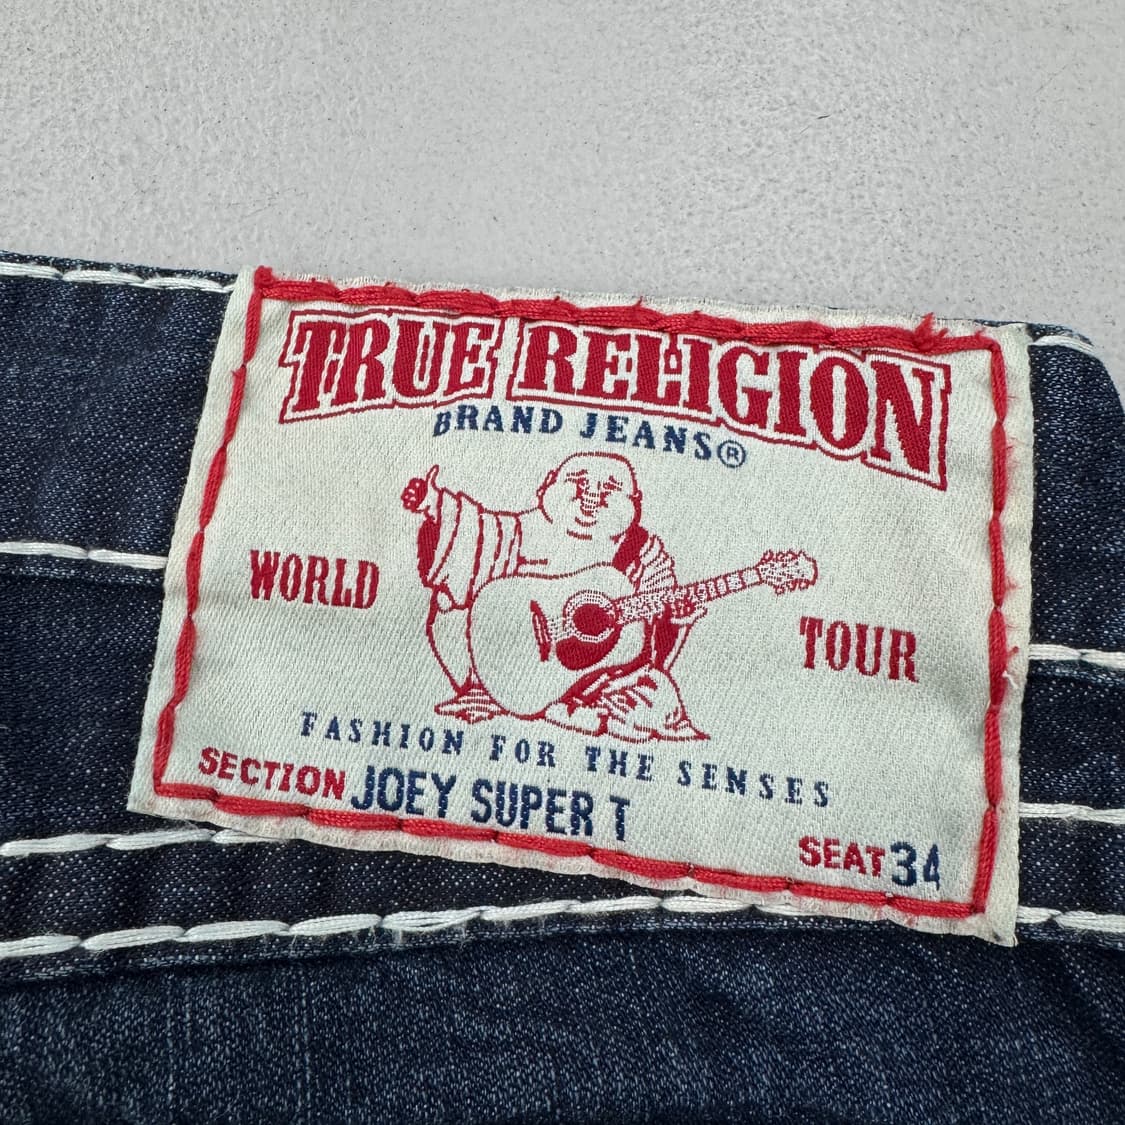 TRUE RELIGION
BRAND JEANS®
WORLD TOUR
FASHION FOR THE SENSES
SECTION JOEY SUPER T
SEAT 34